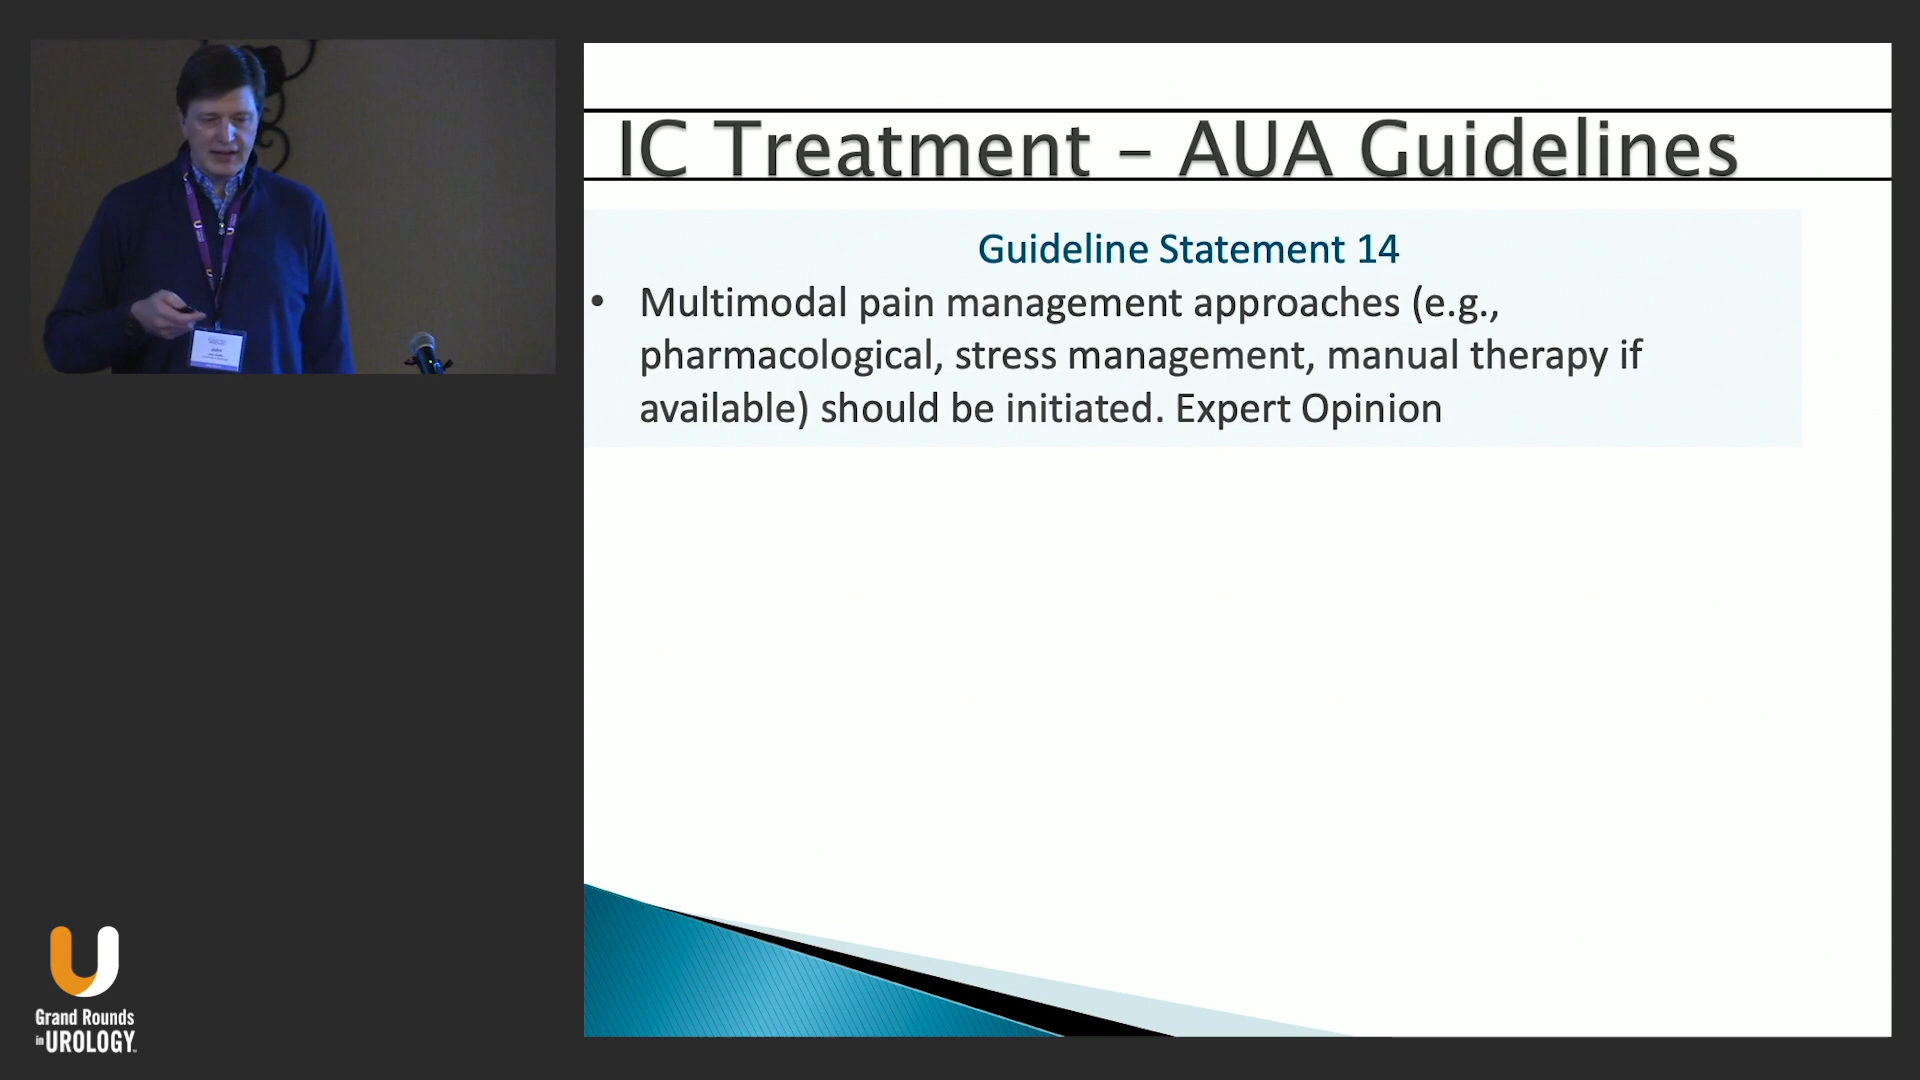 IC Treatment – AUA Guidelines
Guideline Statement 14
• Multimodal pain management approaches (e.g.,
pharmacological, stress management, manual therapy if
available) should be initiated. Expert Opinion
Grand Rounds
in UROLOGY